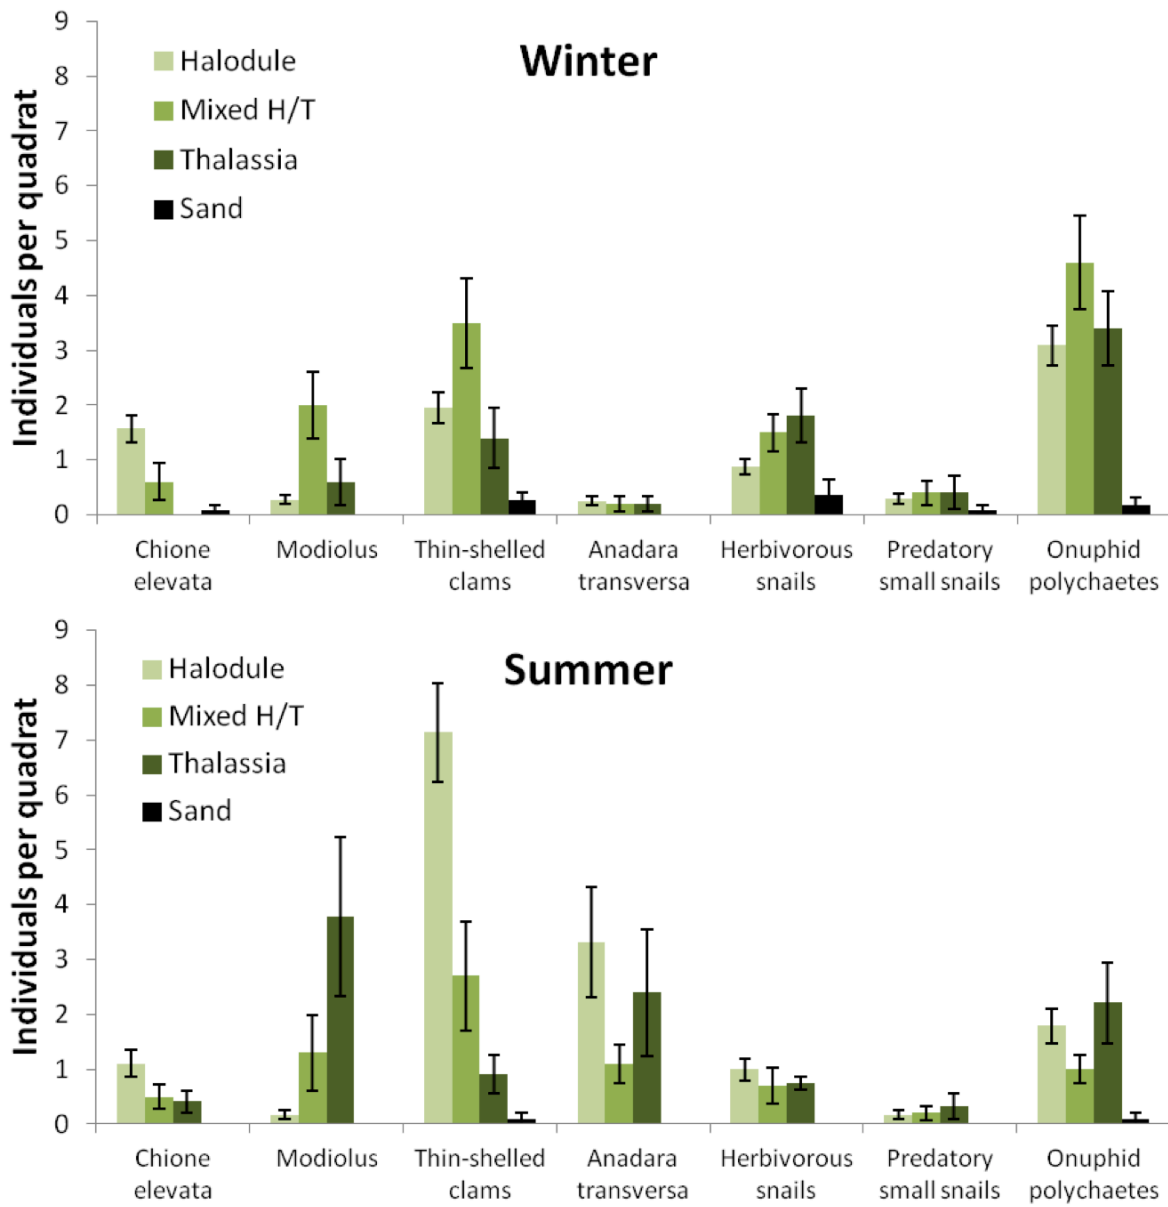 Winter
Individuals per quadrat
9
8
7
6
5
4
3
2
1
0
Halodule
Mixed H/T
Thalassia
Sand
Chione elevata
Modiolus
Thin-shelled clams
Anadara transversa
Herbivorous snails
Predatory small snails
Onuphid polychaetes
Summer
Individuals per quadrat
9
8
7
6
5
4
3
2
1
0
Halodule
Mixed H/T
Thalassia
Sand
Chione elevata
Modiolus
Thin-shelled clams
Anadara transversa
Herbivorous snails
Predatory small snails
Onuphid polychaetes